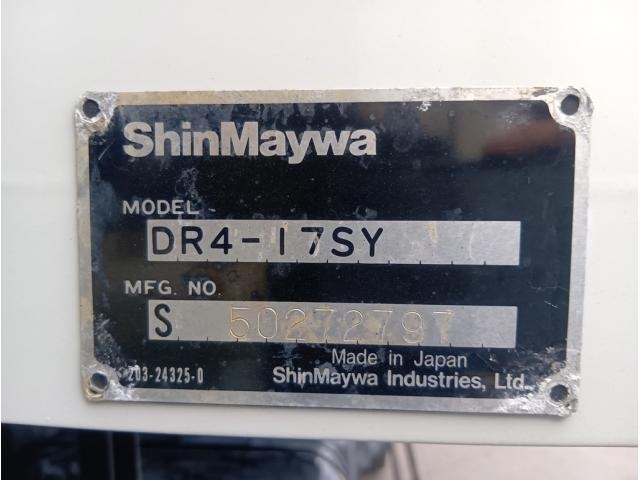 ShinMaywa
MODEL
DR4-17SY
MFG. NO.
S 50272797
Made in Japan
203-24325-0
ShinMaywa Industries, Ltd.